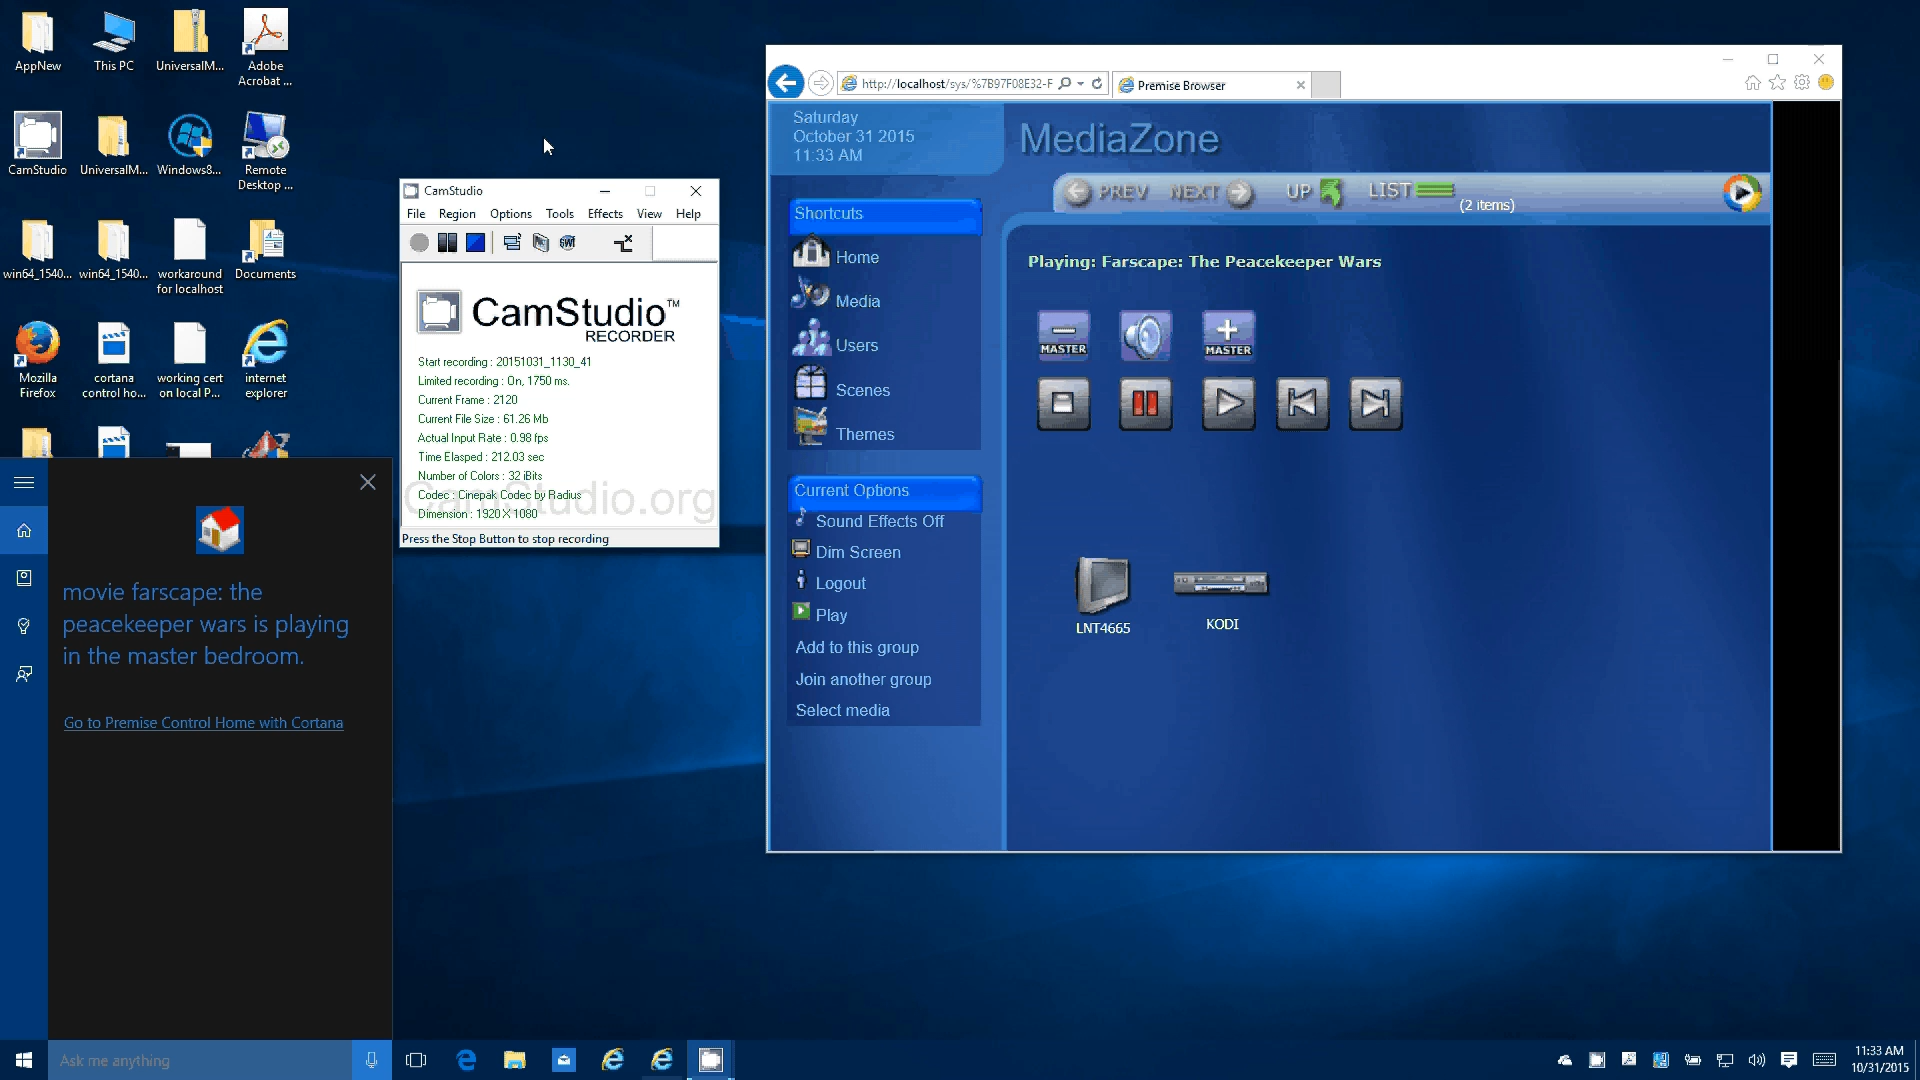 AppNew
This PC
UniversalM...
Adobe
Acrobat ...
CamStudio
UniversalM...
Windows8...
Remote
Desktop ...
win64_1540...
win64_1540...
workaround
for localhost
Documents
Mozilla
Firefox
cortana
control ho...
working cert
on local P...
internet
explorer
movie farscape: the
peacekeeper wars is playing
in the master bedroom.
Go to Premise Control Home with Cortana
Ask me anything
CamStudio
File Region Options Tools Effects View Help
CamStudio™
RECORDER
Start recording : 20151031_1130_41
Limited recording : On, 1750 ms.
Current Frame : 2120
Current File Size : 61.26 Mb
Actual Input Rate : 0.98 fps
Time Elasped : 212.03 sec
Number of Colors : 32 iBits
Codec : Cinepak Codec by Radius
CamStudio.org
Dimension : 1920 X 1080
Press the Stop Button to stop recording
http://localhost/sys/%7B97F08E32-F
Premise Browser
Saturday
October 31 2015
11:33 AM
MediaZone
PREV NEXT UP LIST
(2 items)
Shortcuts
Home
Media
Users
Scenes
Themes
Current Options
Sound Effects Off
Dim Screen
Logout
Play
Add to this group
Join another group
Select media
Playing: Farscape: The Peacekeeper Wars
MASTER
MASTER
LNT4665
KODI
11:33 AM
10/31/2015